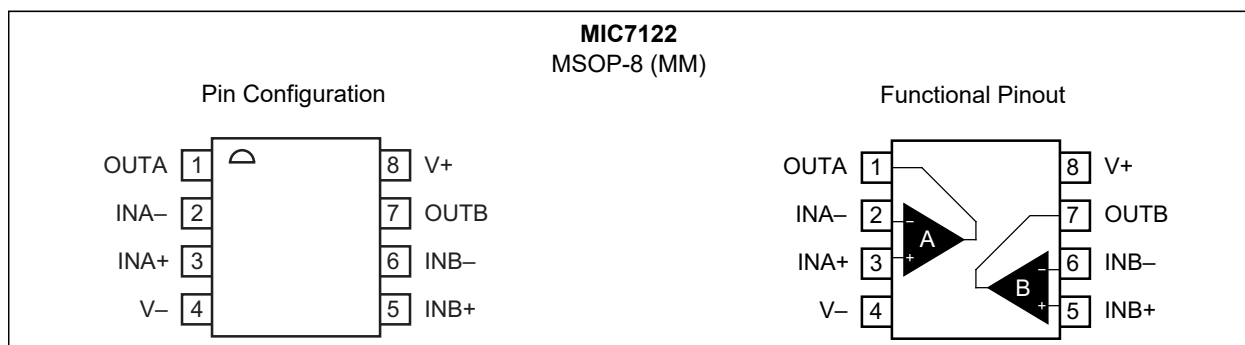 MIC7122
MSOP-8 (MM)
Pin Configuration
OUTA 1 8 V+
INA– 2 7 OUTB
INA+ 3 6 INB–
V– 4 5 INB+
Functional Pinout
OUTA 1 8 V+
INA– 2 – A 7 OUTB
INA+ 3 + – 6 INB–
V– 4 B + 5 INB+